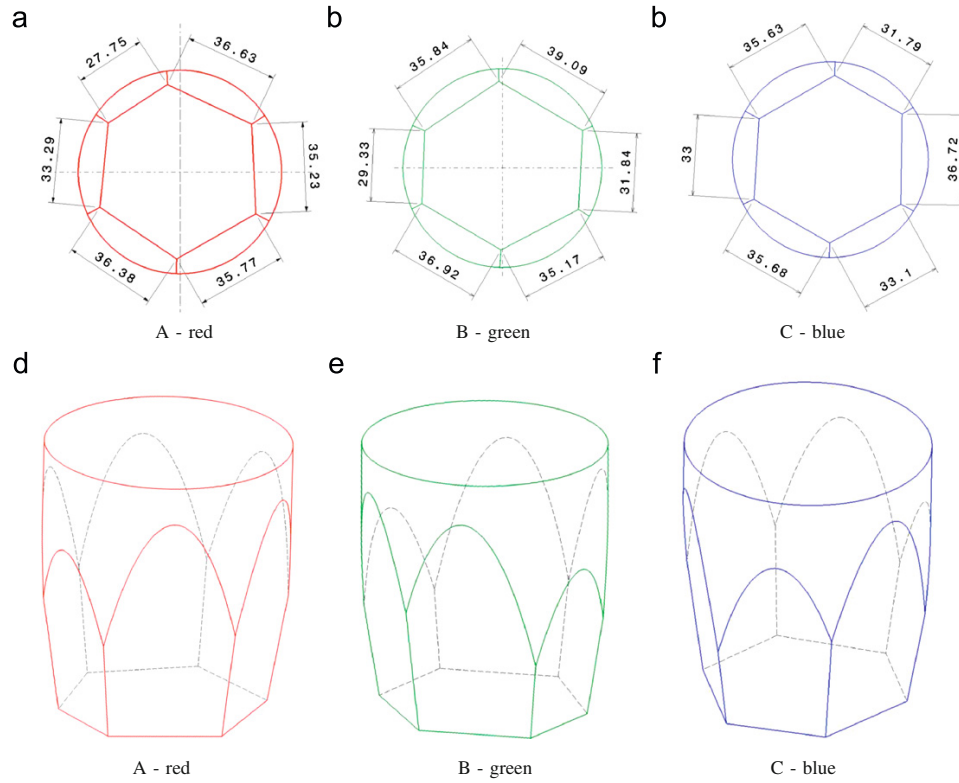 a
b
b
27.75
36.63
35.84
39.09
35.63
31.79
33.29
35.23
29.33
31.84
33
36.72
36.38
35.77
36.92
35.17
35.68
33.1
A - red
B - green
C - blue
d
e
f
A - red
B - green
C - blue